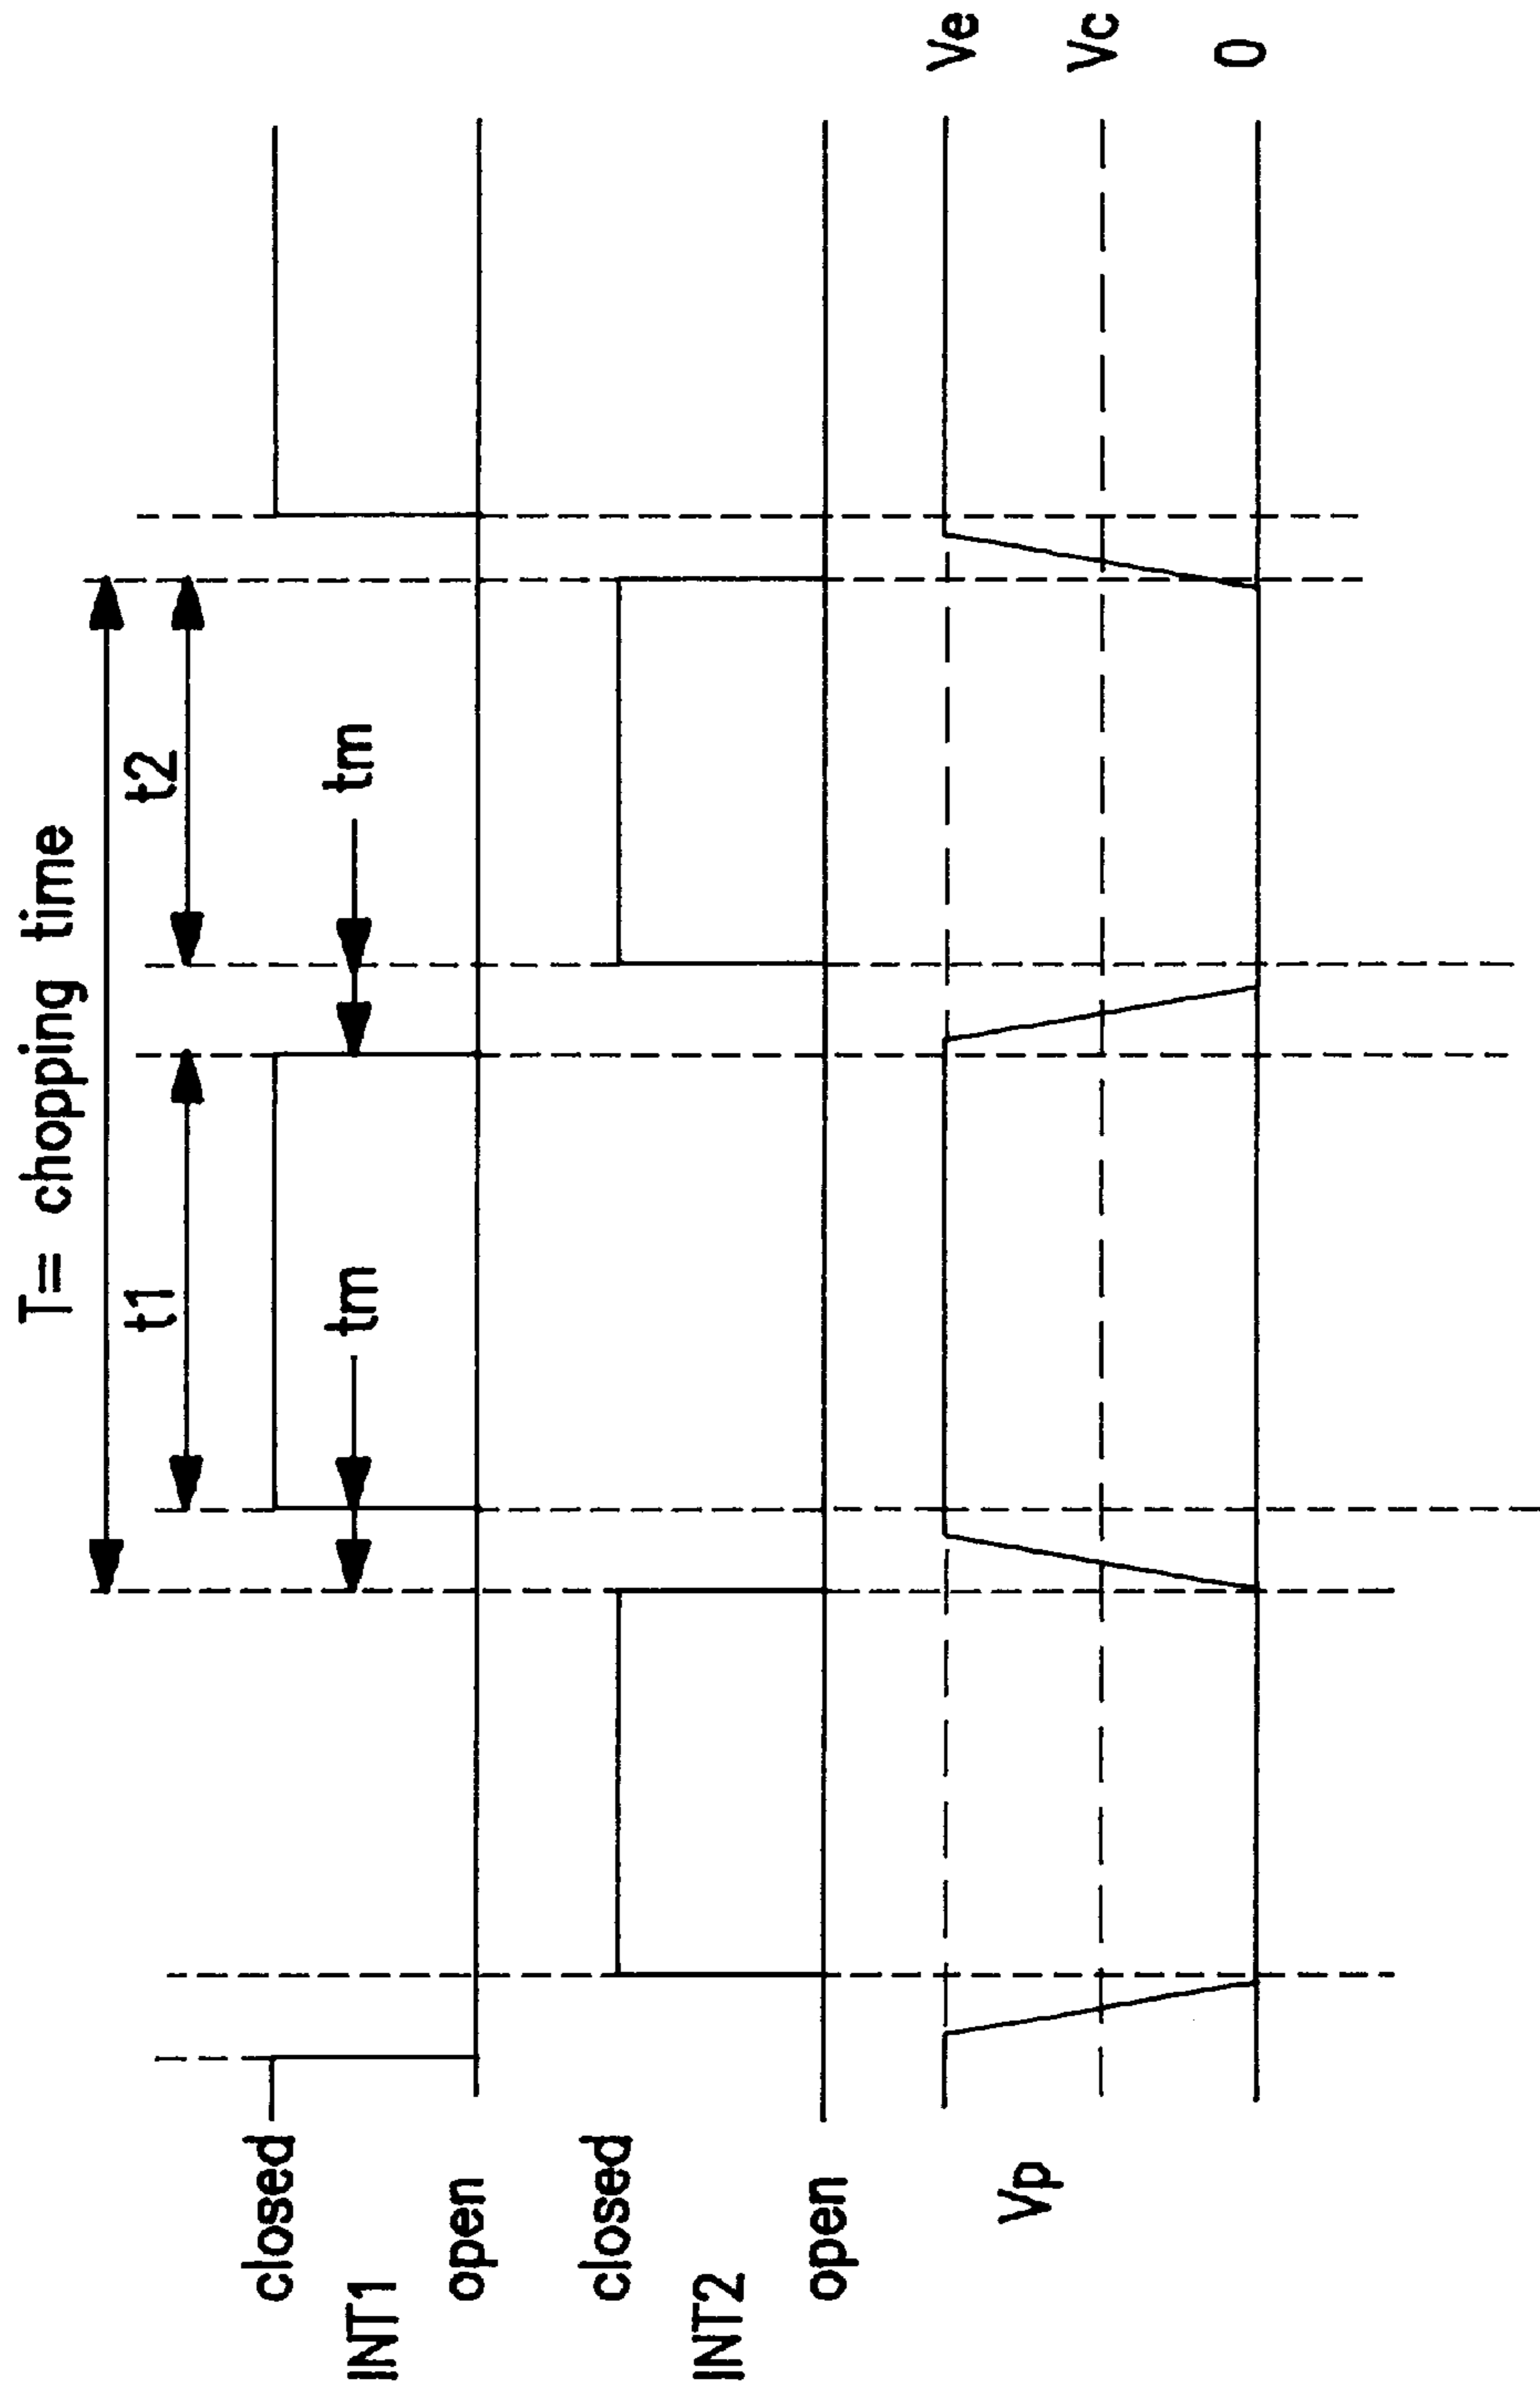 T= chopping time
t1
t2
tm
tm
closed
INT1
open
closed
INT2
open
Vp
Ve
Vc
0